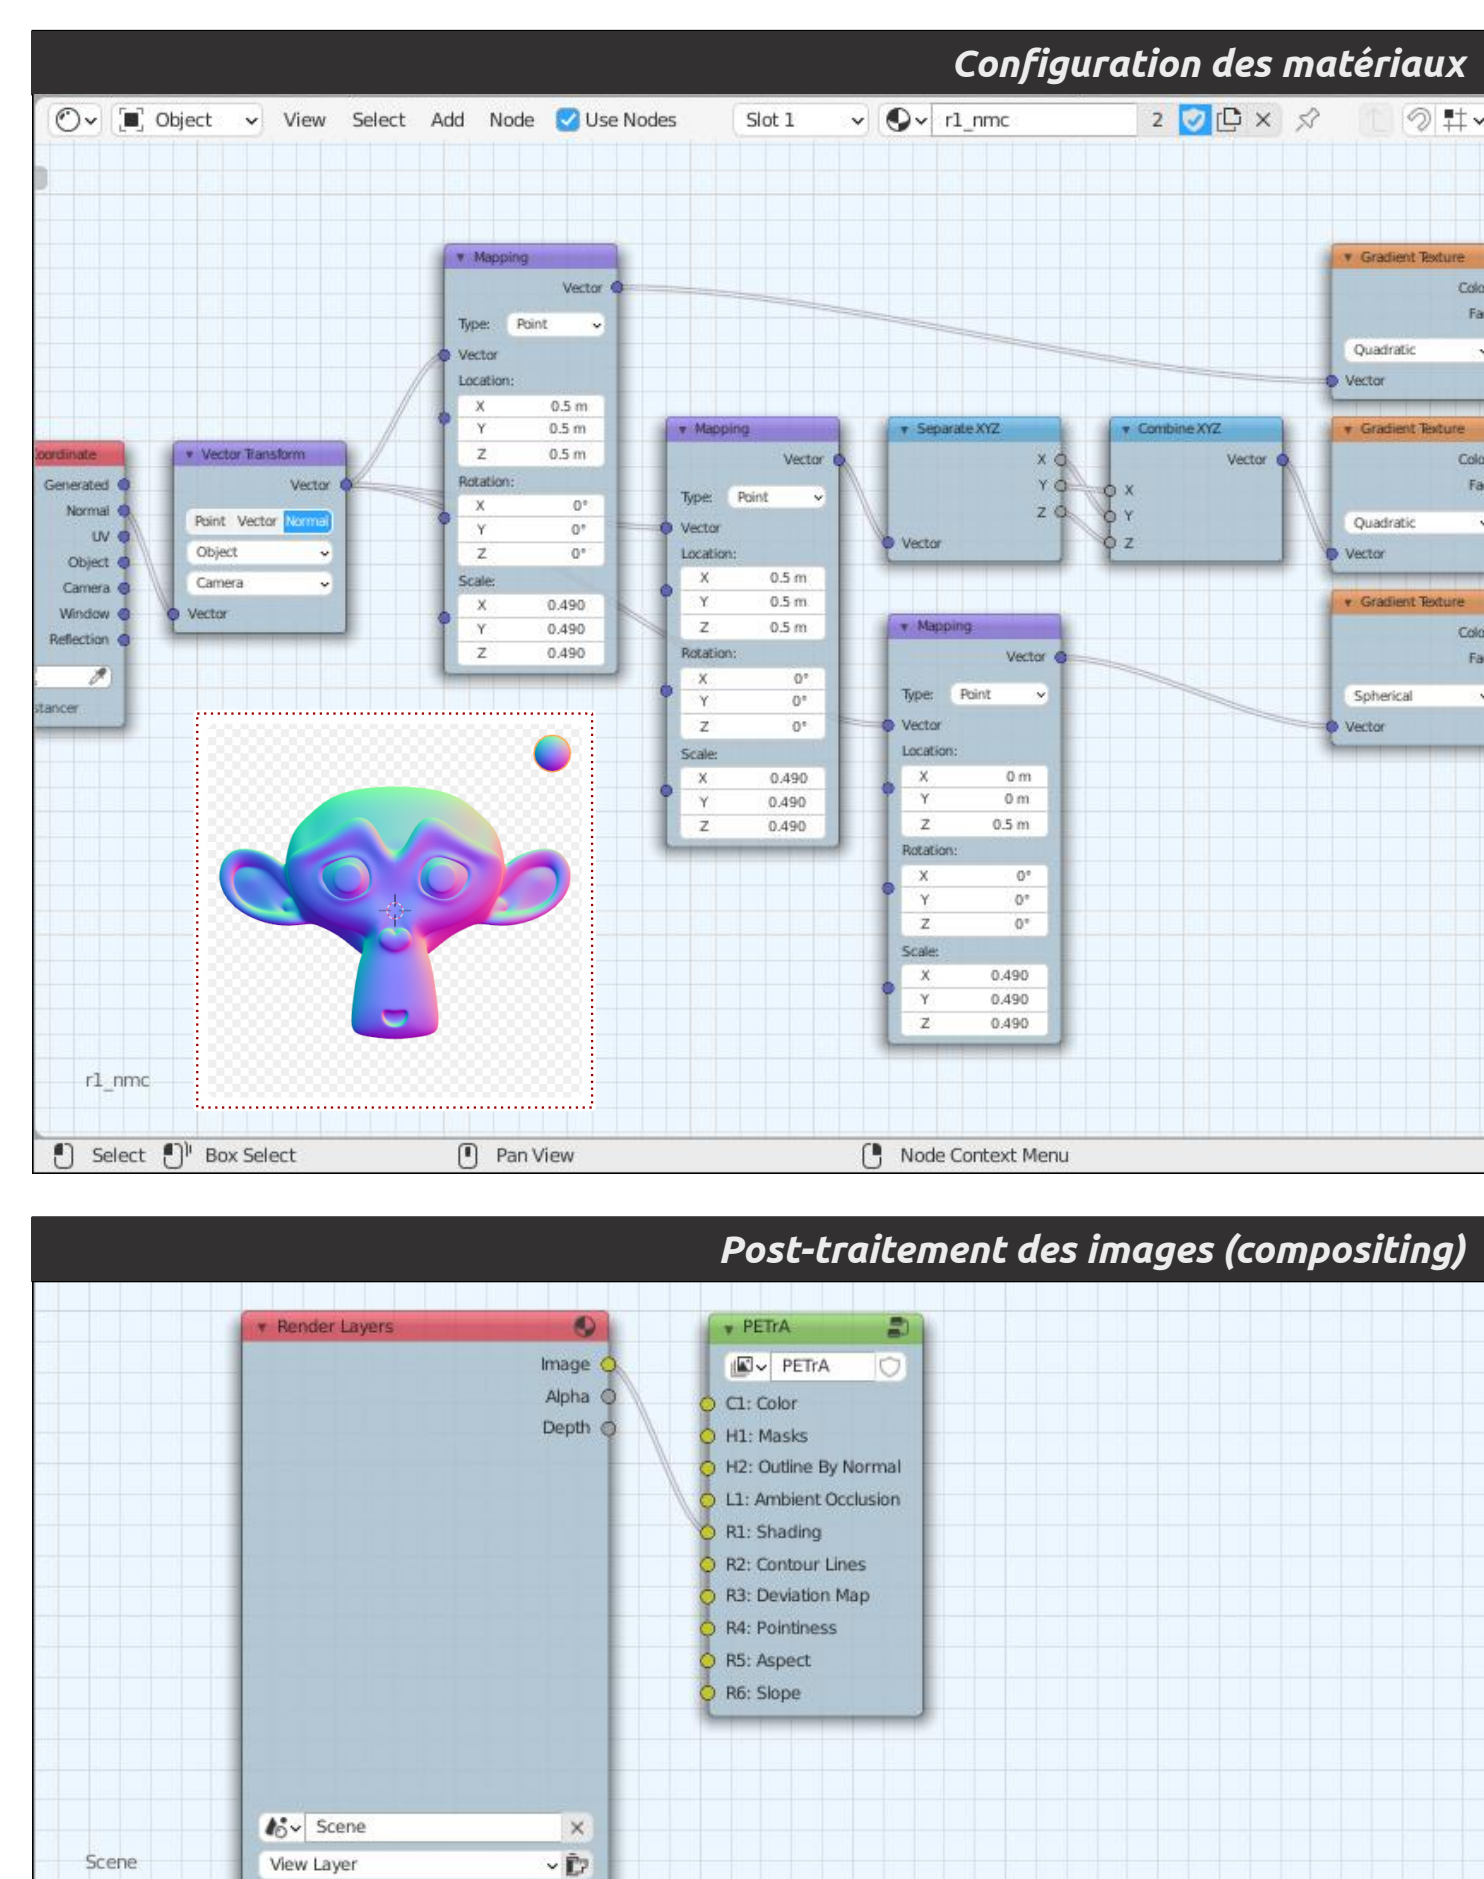 Configuration des matériaux
Object View Select Add Node Use Nodes Slot 1 r1_nmc 2
Mapping
Vector
Type: Point
Vector
Location:
X 0.5 m
Y 0.5 m
Z 0.5 m
Rotation:
X 0°
Y 0°
Z 0°
Scale:
X 0.490
Y 0.490
Z 0.490
Gradient Texture
Colo
Fa
Quadratic
Vector
oordinate
Generated
Normal
UV
Object
Camera
Window
Reflection
stancer
Vector Transform
Vector
Point Vector Normal
Object
Camera
Vector
Mapping
Vector
Type: Point
Vector
Location:
X 0.5 m
Y 0.5 m
Z 0.5 m
Rotation:
X 0°
Y 0°
Z 0°
Scale:
X 0.490
Y 0.490
Z 0.490
Separate XYZ
X
Y
Z
Vector
Combine XYZ
Vector
X
Y
Z
Gradient Texture
Colo
Fa
Quadratic
Vector
Mapping
Vector
Type: Point
Vector
Location:
X 0 m
Y 0 m
Z 0.5 m
Rotation:
X 0°
Y 0°
Z 0°
Scale:
X 0.490
Y 0.490
Z 0.490
Gradient Texture
Colo
Fa
Spherical
Vector
r1_nmc
Select Box Select Pan View Node Context Menu
Post-traitement des images (compositing)
Render Layers
Image
Alpha
Depth
Scene
View Layer
PETrA
PETrA
C1: Color
H1: Masks
H2: Outline By Normal
L1: Ambient Occlusion
R1: Shading
R2: Contour Lines
R3: Deviation Map
R4: Pointiness
R5: Aspect
R6: Slope
Scene